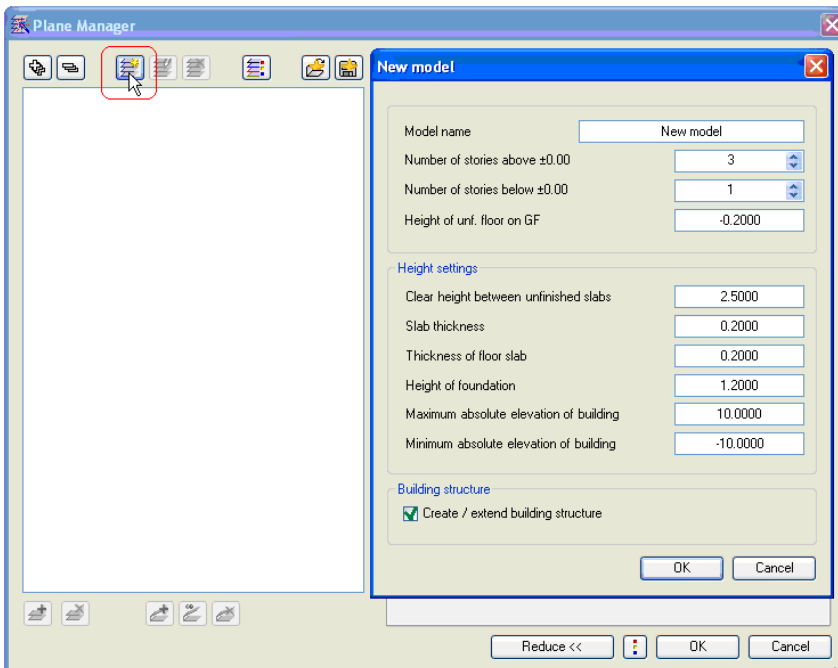 Plane Manager
New model
Model name New model
Number of stories above ±0.00 3
Number of stories below ±0.00 1
Height of unf. floor on GF -0.2000
Height settings
Clear height between unfinished slabs 2.5000
Slab thickness 0.2000
Thickness of floor slab 0.2000
Height of foundation 1.2000
Maximum absolute elevation of building 10.0000
Minimum absolute elevation of building -10.0000
Building structure
Create / extend building structure
OK Cancel
Reduce << OK Cancel